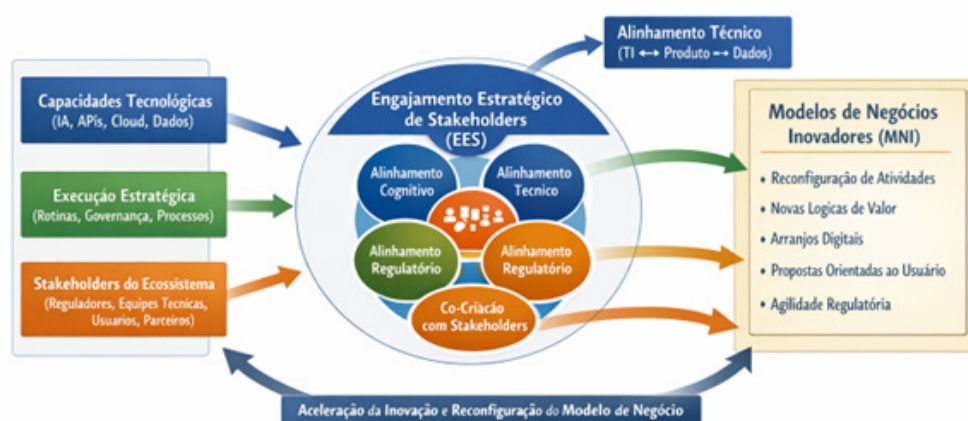 Alinhamento Técnico
(TI ⟷ Produto → Dados)
Capacidades Tecnológicas
(IA, APIs, Cloud, Dados)
Execução Estratégica
(Rotinas, Governança, Processos)
Stakeholders do Ecossistema
(Reguladores, Equipes Tecnicas,
Usuarios, Parceiros)
Engajamento Estratégico
de Stakeholders
(EES)
Alinhamento
Cognitivo
Alinhamento
Tecnico
Alinhamento
Regulatório
Alinhamento
Regulatório
Co-Criação
com Stakeholders
Modelos de Negócios
Inovadores (MNI)
• Reconfiguração de Atividades
• Novas Logicas de Valor
• Arranjos Digitais
• Propostas Orientadas ao Usuário
• Agilidade Regulatória
Aceleração da Inovação e Reconfiguração do Modelo de Negócio